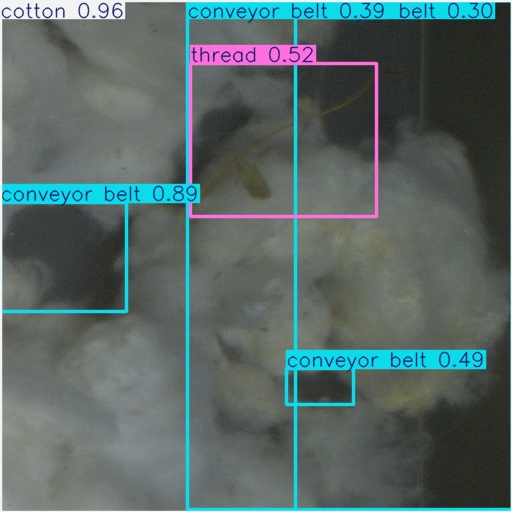 cotton 0.96
conveyor belt 0.39
belt 0.30
thread 0.52
conveyor belt 0.89
conveyor belt 0.49